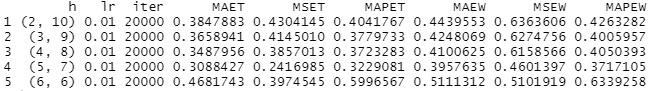 h lr iter MAET MSET MAPET MAEW MSEW MAPEW
1 (2, 10) 0.01 20000 0.3847883 0.4304145 0.4041767 0.4439553 0.6363606 0.4263282
2 (3, 9) 0.01 20000 0.3658941 0.4145010 0.3779733 0.4248069 0.6274756 0.4005957
3 (4, 8) 0.01 20000 0.3487956 0.3857013 0.3723283 0.4100625 0.6158566 0.4050393
4 (5, 7) 0.01 20000 0.3088427 0.2416985 0.3229081 0.3957635 0.4601397 0.3717105
5 (6, 6) 0.01 20000 0.4681743 0.3974545 0.5996567 0.5111312 0.5101919 0.6339258